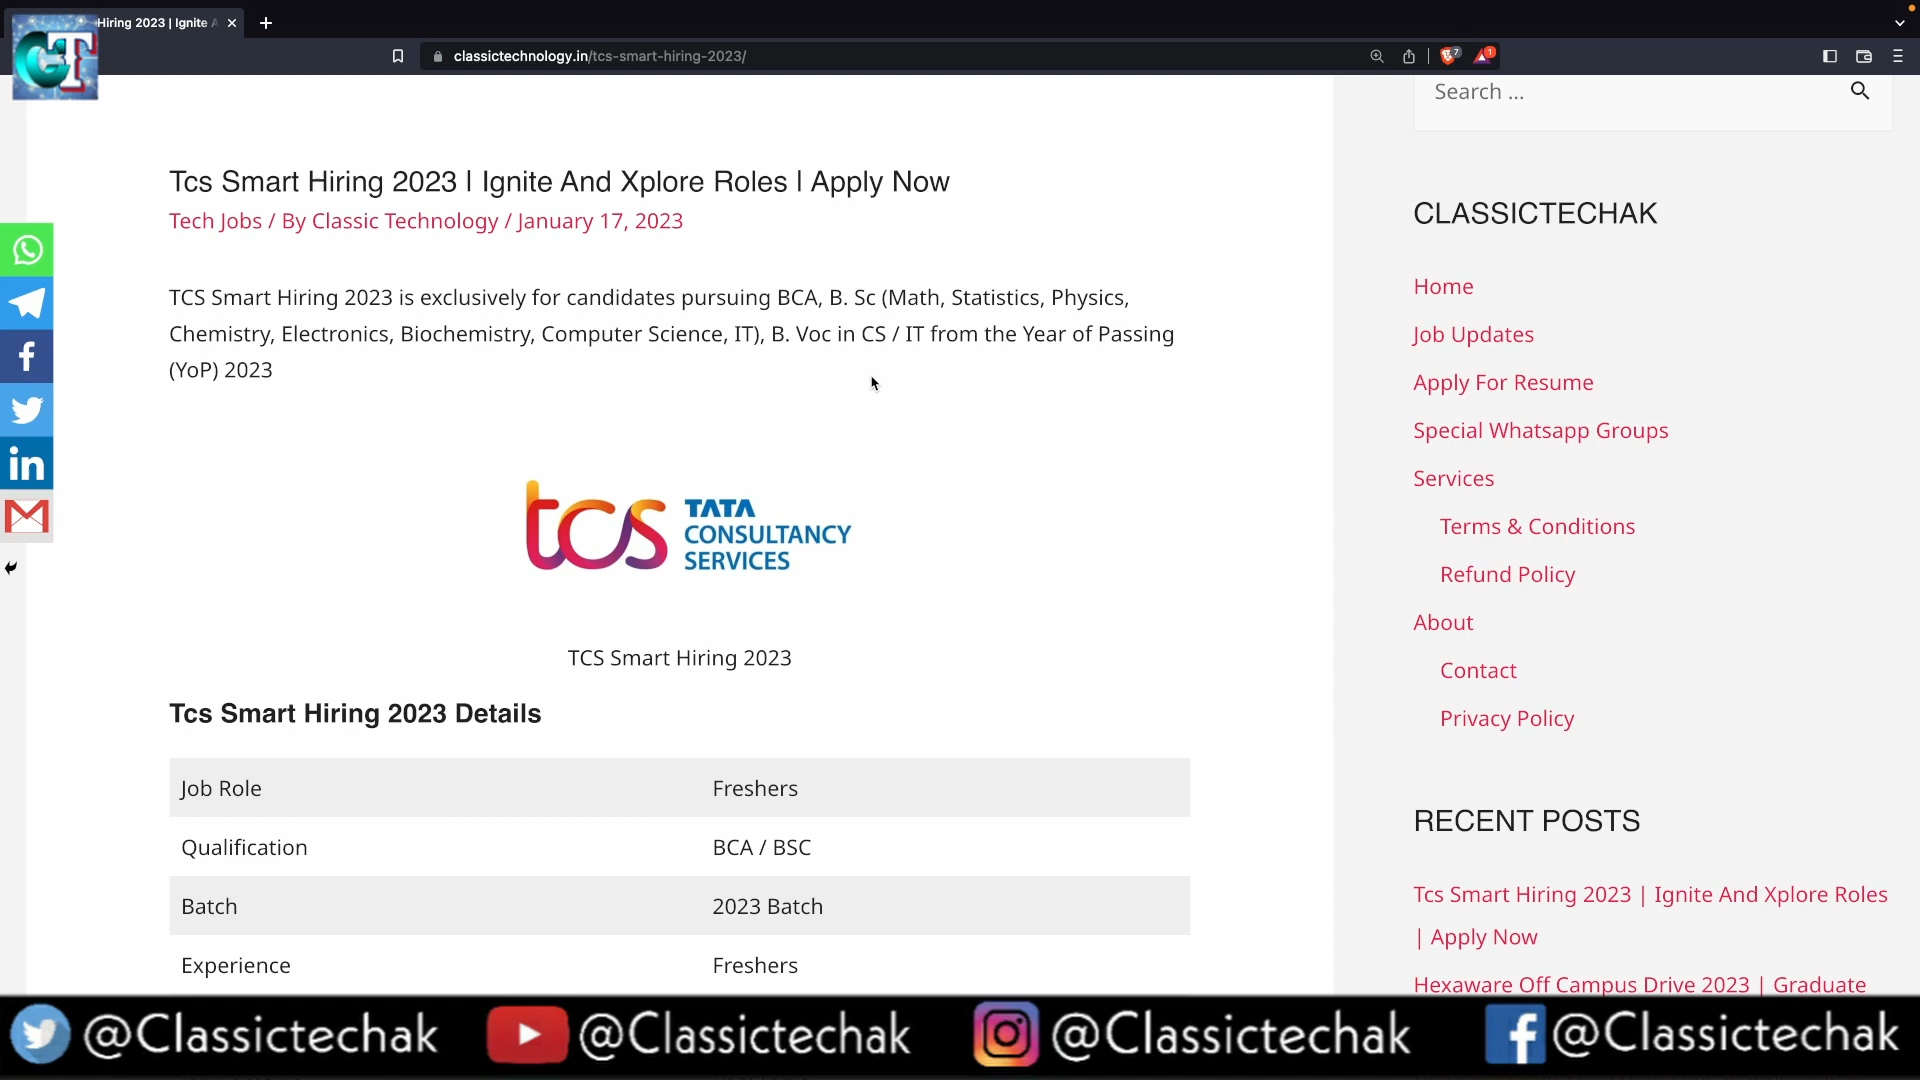 Hiring 2023 | Ignite A
classictechnology.in/tcs-smart-hiring-2023/
7
1
CT
Search ...
Tcs Smart Hiring 2023 | Ignite And Xplore Roles | Apply Now
Tech Jobs / By Classic Technology / January 17, 2023
TCS Smart Hiring 2023 is exclusively for candidates pursuing BCA, B. Sc (Math, Statistics, Physics,
Chemistry, Electronics, Biochemistry, Computer Science, IT), B. Voc in CS / IT from the Year of Passing
(YoP) 2023
tcs TATA
CONSULTANCY
SERVICES
TCS Smart Hiring 2023
Tcs Smart Hiring 2023 Details
Job Role Freshers
Qualification BCA / BSC
Batch 2023 Batch
Experience Freshers
CLASSICTECHAK
Home
Job Updates
Apply For Resume
Special Whatsapp Groups
Services
Terms & Conditions
Refund Policy
About
Contact
Privacy Policy
RECENT POSTS
Tcs Smart Hiring 2023 | Ignite And Xplore Roles
| Apply Now
Hexaware Off Campus Drive 2023 | Graduate
@Classictechak @Classictechak @Classictechak @Classictechak